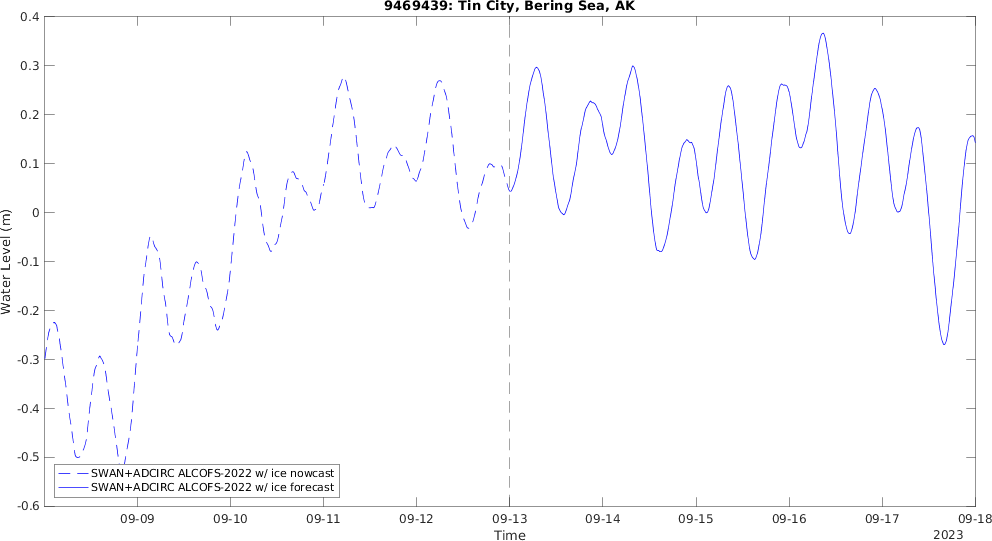 9469439: Tin City, Bering Sea, AK
Water Level (m)
0.4
0.3
0.2
0.1
0
-0.1
-0.2
-0.3
-0.4
-0.5
-0.6
SWAN+ADCIRC ALCOFS-2022 w/ ice nowcast
SWAN+ADCIRC ALCOFS-2022 w/ ice forecast
09-09 09-10 09-11 09-12 09-13 09-14 09-15 09-16 09-17 09-18
Time
2023